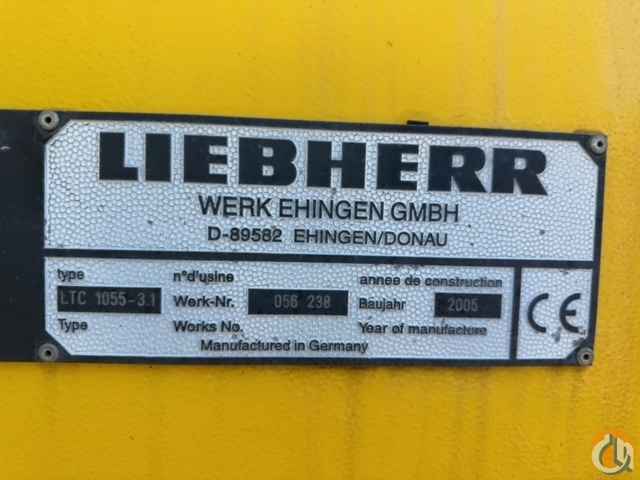 LIEBHERR
WERK EHINGEN GMBH
D-89582 EHINGEN/DONAU
type n°d'usine annee de construction
LTC 1055-3.1 Werk-Nr. 056 238 Baujahr 2005
Type Works No. Year of manufacture
Manufactured in Germany
CE